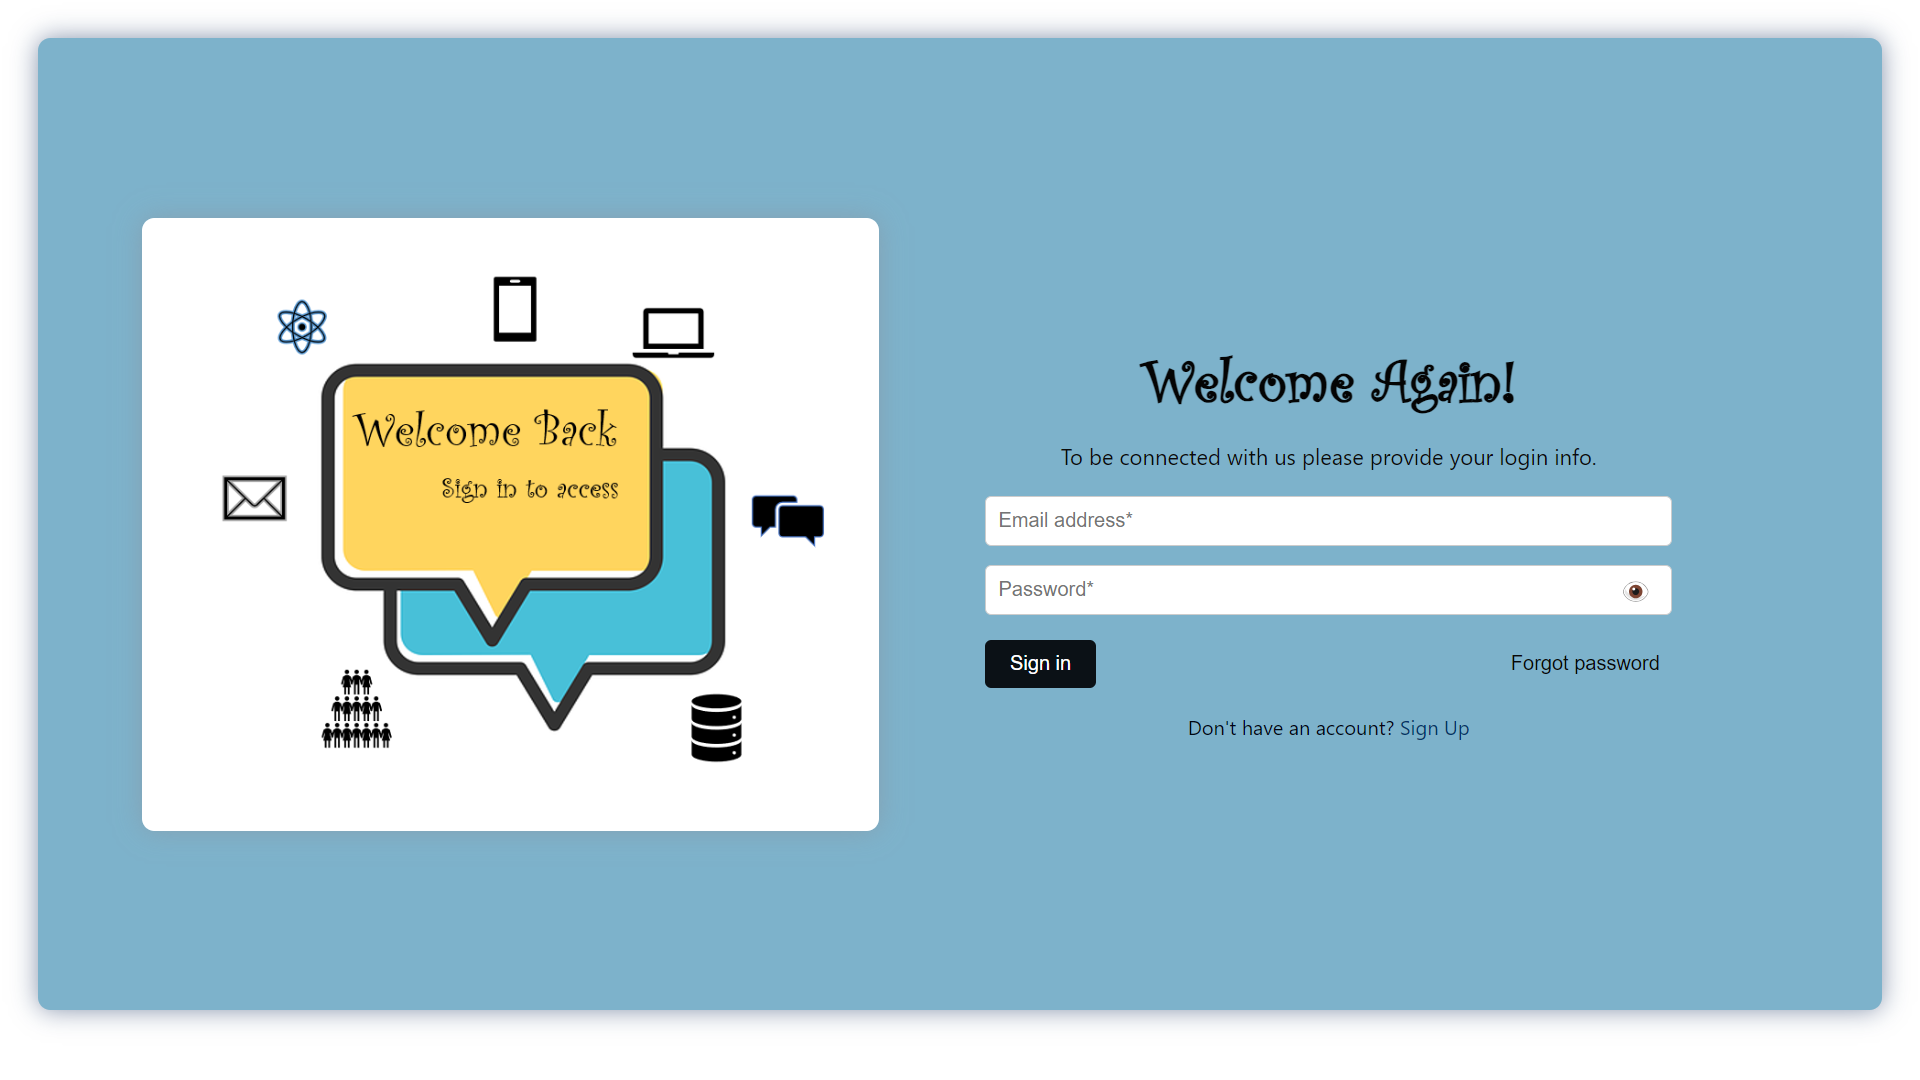 Welcome Back
Sign in to access
Welcome Again!
To be connected with us please provide your login info.
Email address*
Password*
Sign in
Forgot password
Don't have an account? Sign Up